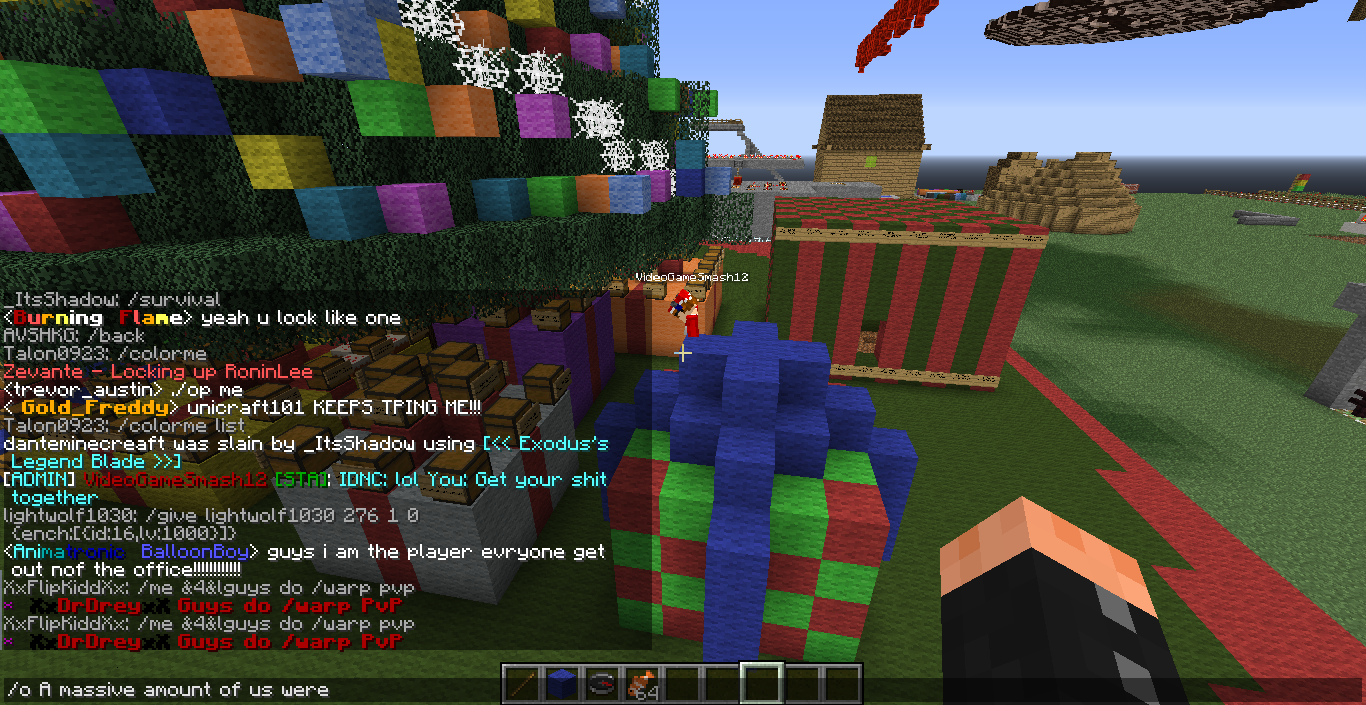 VideoGameSmash12
_ItsShadow: /survival
<Burning Flame> yeah u look like one
AVSHKG: /back
Talon0923: /colorme
Zevante - Locking up RoninLee
<trevor_austin> ,/op me
< Gold_Freddy> unicraft101 KEEPS TPING ME!!!
Talon0923: /colorme list
danteminecreaft was slain by _ItsShadow using [<< Exodus's
Legend Blade >>]
[ADMIN] VideoGameSmash12 [STA]: IDNC: lol You: Get your shit
together
lightwolf1030: /give lightwolf1030 276 1 0
{ench:[{id:16,lv:1000}]}
<Animatronic BalloonBoy> guys i am the player evryone get
out nof the office!!!!!!!!!!!
XxFlipKiddXx: /me &4&lguys do /warp pvp
* XxDrDreyxX Guys do /warp PvP
XxFlipKiddXx: /me &4&lguys do /warp pvp
* XxDrDreyxX Guys do /warp PvP
64
/o A massive amount of us were